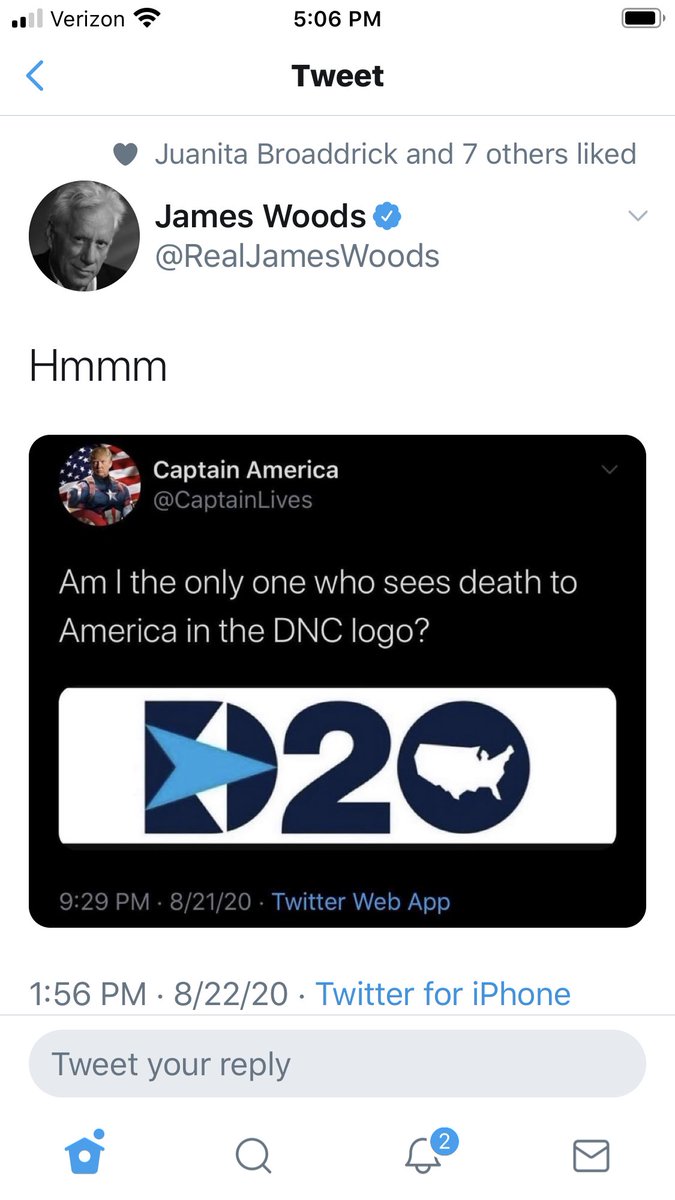 Verizon 5:06 PM
Tweet
Juanita Broaddrick and 7 others liked
James Woods
@RealJamesWoods
Hmmm
Captain America
@CaptainLives
Am I the only one who sees death to
America in the DNC logo?
D20
9:29 PM · 8/21/20 · Twitter Web App
1:56 PM · 8/22/20 · Twitter for iPhone
Tweet your reply
2